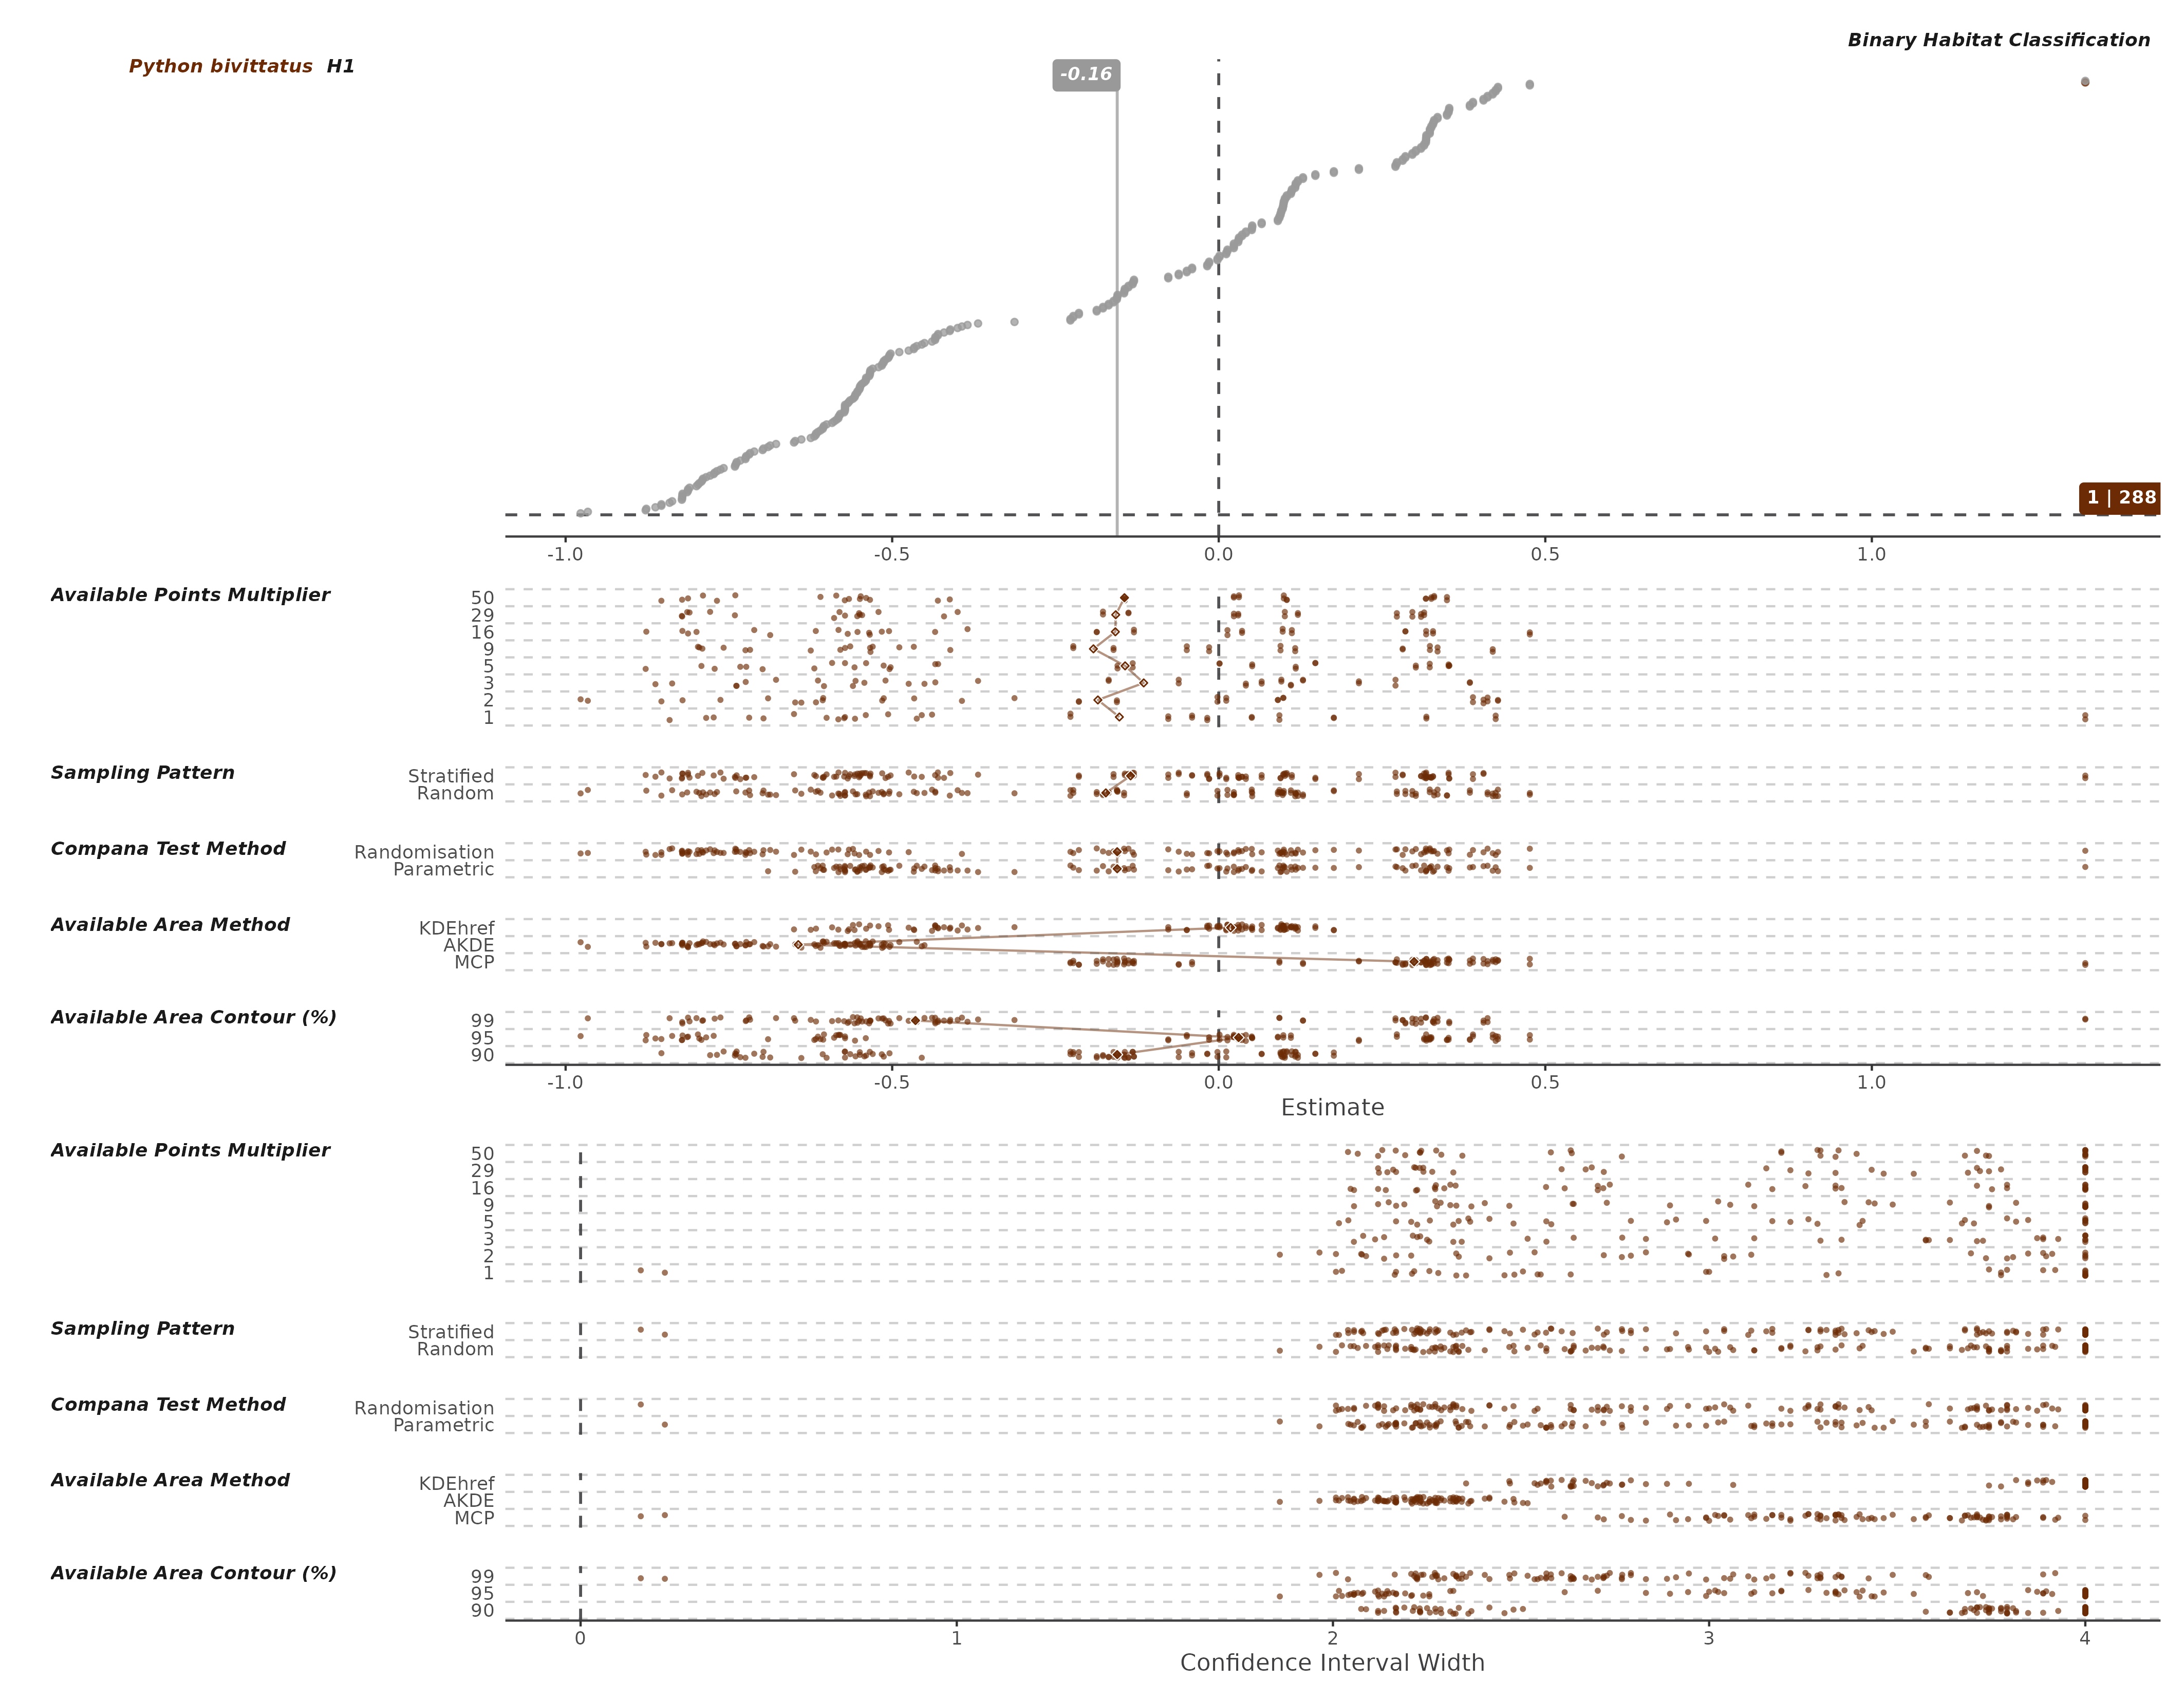 Binary Habitat Classification
Python bivittatus H1
-0.16
1 | 288
-1.0 -0.5 0.0 0.5 1.0
Available Points Multiplier
50
29
16
9
5
3
2
1
Sampling Pattern
Stratified
Random
Compana Test Method
Randomisation
Parametric
Available Area Method
KDEhref
AKDE
MCP
Available Area Contour (%)
99
95
90
-1.0 -0.5 0.0 0.5 1.0
Estimate
Available Points Multiplier
50
29
16
9
5
3
2
1
Sampling Pattern
Stratified
Random
Compana Test Method
Randomisation
Parametric
Available Area Method
KDEhref
AKDE
MCP
Available Area Contour (%)
99
95
90
0 1 2 3 4
Confidence Interval Width